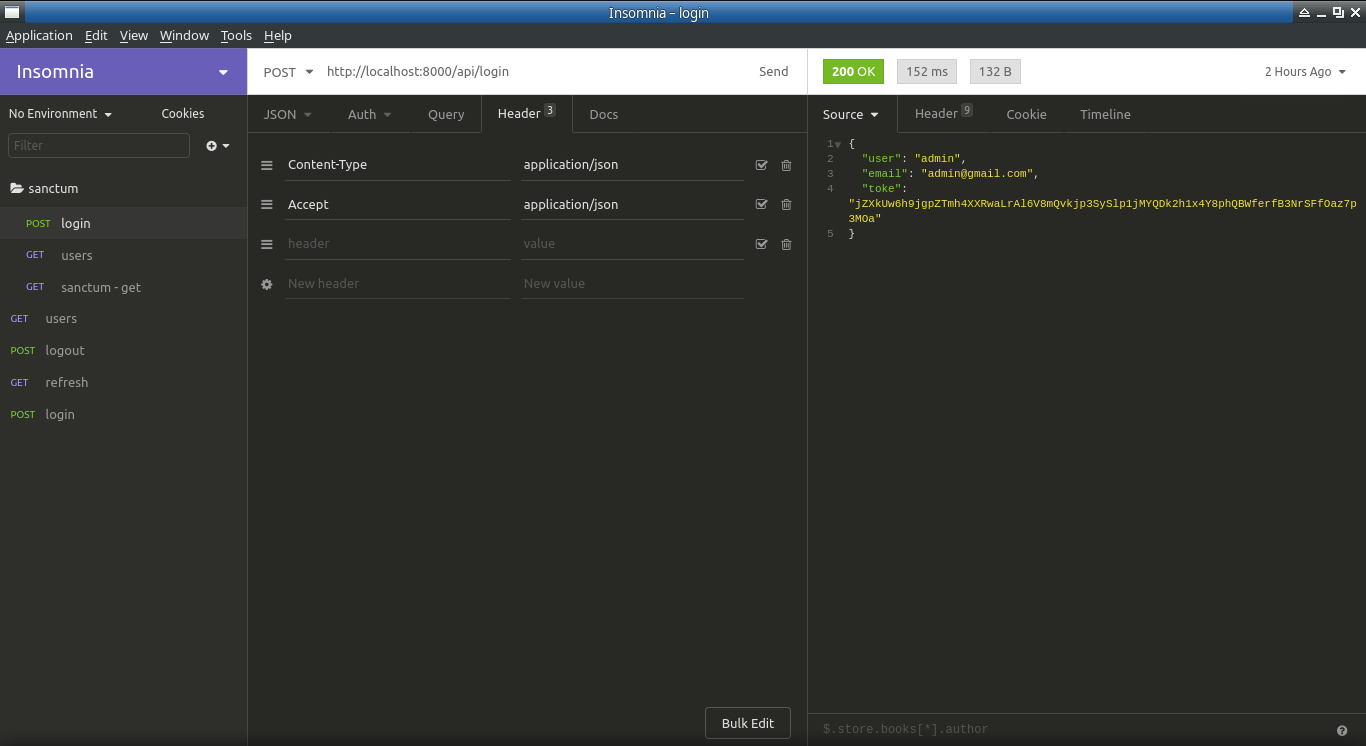 Insomnia – login
Application Edit View Window Tools Help
Insomnia
POST http://localhost:8000/api/login Send
200 OK 152 ms 132 B 2 Hours Ago
No Environment Cookies
JSON Auth Query Header 3 Docs
Source Header 9 Cookie Timeline
Filter
sanctum
POST login
GET users
GET sanctum - get
GET users
POST logout
GET refresh
POST login
Content-Type application/json
Accept application/json
header value
New header New value
Bulk Edit
1 {
2 "user": "admin",
3 "email": "admin@gmail.com",
4 "toke":
"jZXkUw6h9jgpZTmh4XXRwaLrAl6V8mQvkjp3SySlp1jMYQDk2h1x4Y8phQBWferfB3NrSFfOaz7p
3MOa"
5 }
$.store.books[*].author